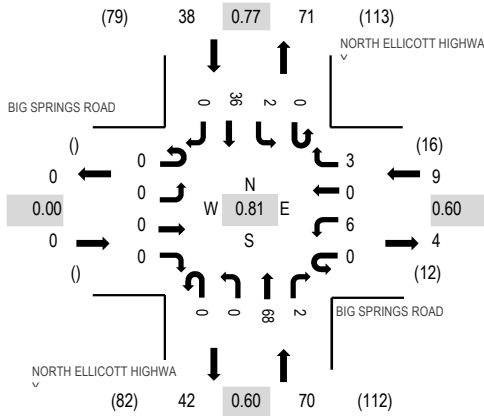 (79) 38 0.77 71 (113)
NORTH ELLICOTT HIGHWA
Y
BIG SPRINGS ROAD
0 36 2 0
() (16)
0 0 3 9
0.00 0 W N 0.81 S E 0 0.60
0 0 6 4
0 0
() (12)
0 0 68 2
BIG SPRINGS ROAD
NORTH ELLICOTT HIGHWA
Y
(82) 42 0.60 70 (112)